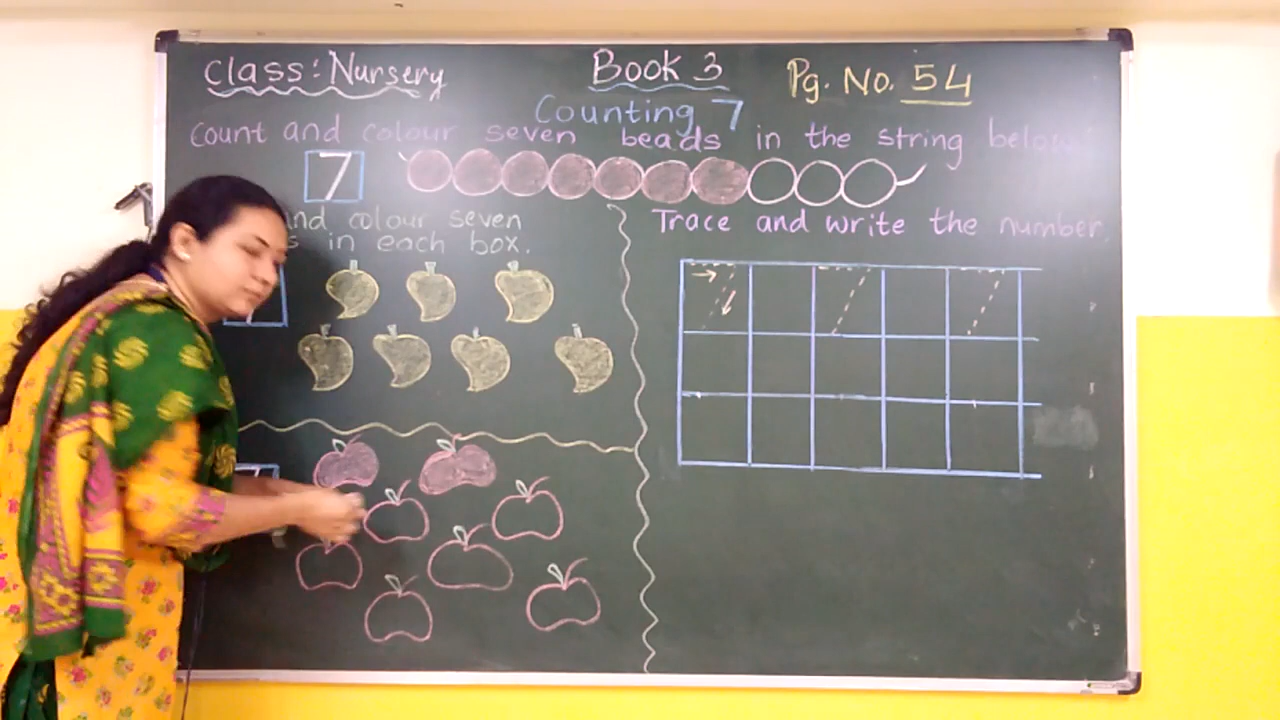 Class: Nursery
Book 3
Pg. No. 54
Counting 7
Count and colour seven beads in the string below
7
and colour seven
in each box.
Trace and write the number.